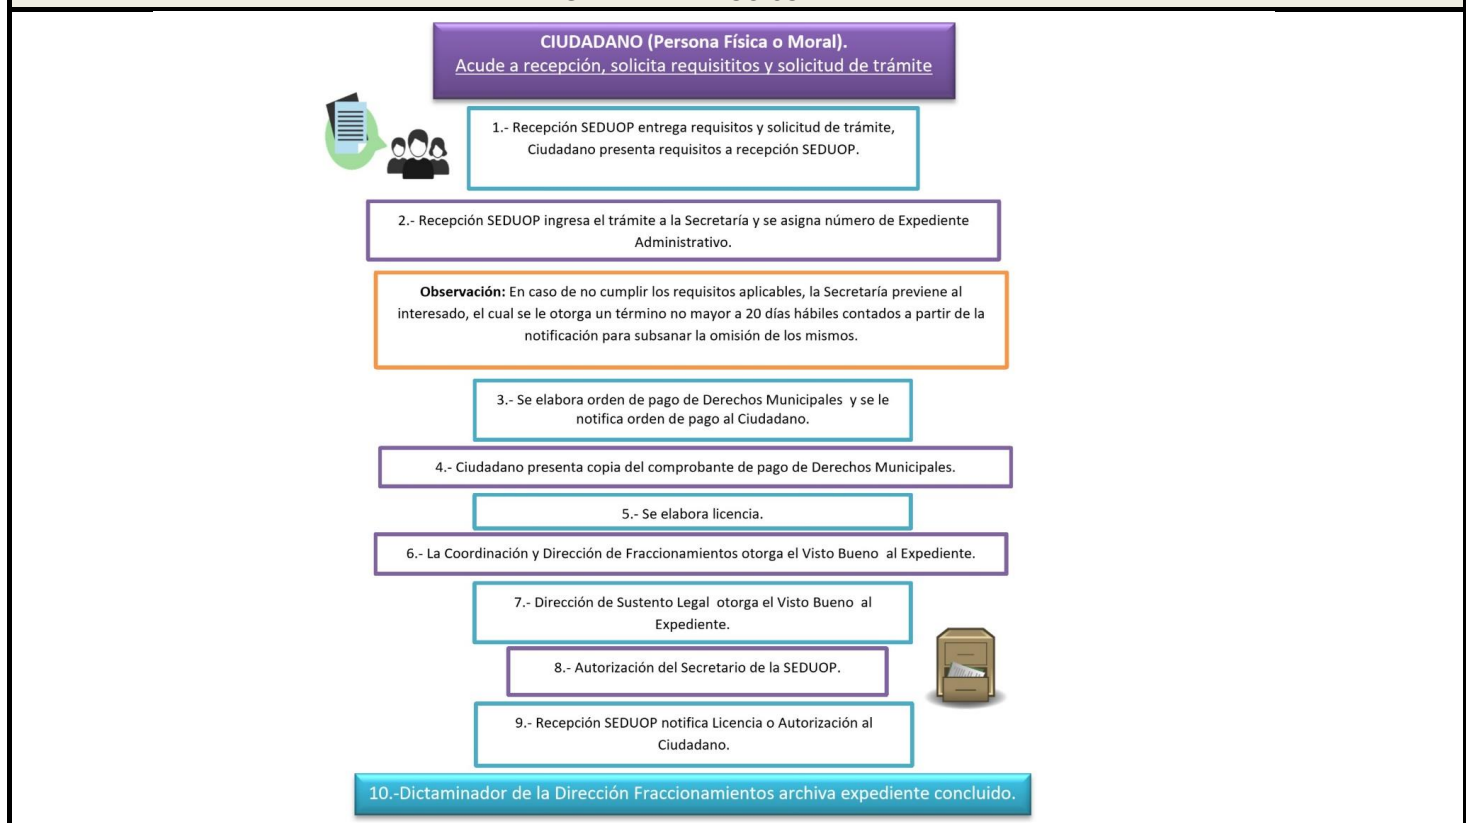 CIUDADANO (Persona Física o Moral).
Acude a recepción, solicita requisititos y solicitud de trámite
1.- Recepción SEDUOP entrega requisitos y solicitud de trámite,
Ciudadano presenta requisitos a recepción SEDUOP.
2.- Recepción SEDUOP ingresa el trámite a la Secretaría y se asigna número de Expediente
Administrativo.
Observación: En caso de no cumplir los requisitos aplicables, la Secretaría previene al
interesado, el cual se le otorga un término no mayor a 20 días hábiles contados a partir de la
notificación para subsanar la omisión de los mismos.
3.- Se elabora orden de pago de Derechos Municipales y se le
notifica orden de pago al Ciudadano.
4.- Ciudadano presenta copia del comprobante de pago de Derechos Municipales.
5.- Se elabora licencia.
6.- La Coordinación y Dirección de Fraccionamientos otorga el Visto Bueno al Expediente.
7.- Dirección de Sustento Legal otorga el Visto Bueno al
Expediente.
8.- Autorización del Secretario de la SEDUOP.
9.- Recepción SEDUOP notifica Licencia o Autorización al
Ciudadano.
10.-Dictaminador de la Dirección Fraccionamientos archiva expediente concluido.